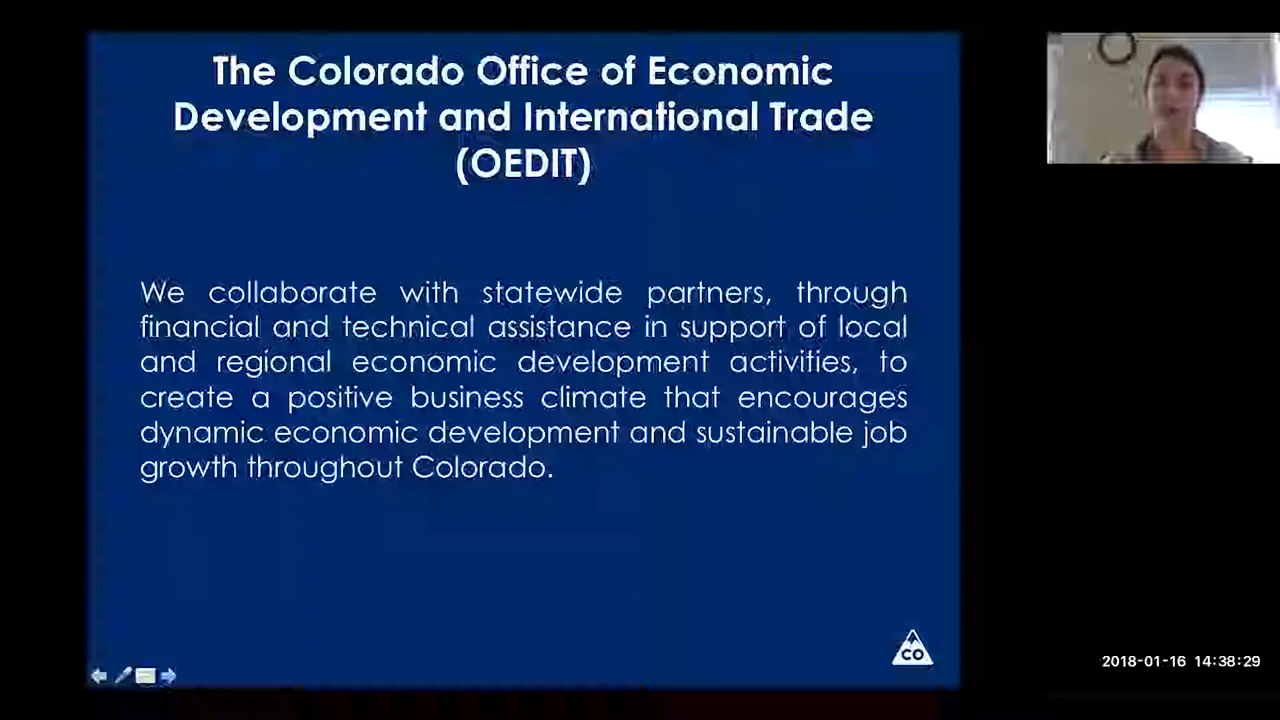 The Colorado Office of Economic
Development and International Trade
(OEDIT)
We collaborate with statewide partners, through
financial and technical assistance in support of local
and regional economic development activities, to
create a positive business climate that encourages
dynamic economic development and sustainable job
growth throughout Colorado.
CO
2018-01-16 14:38:29